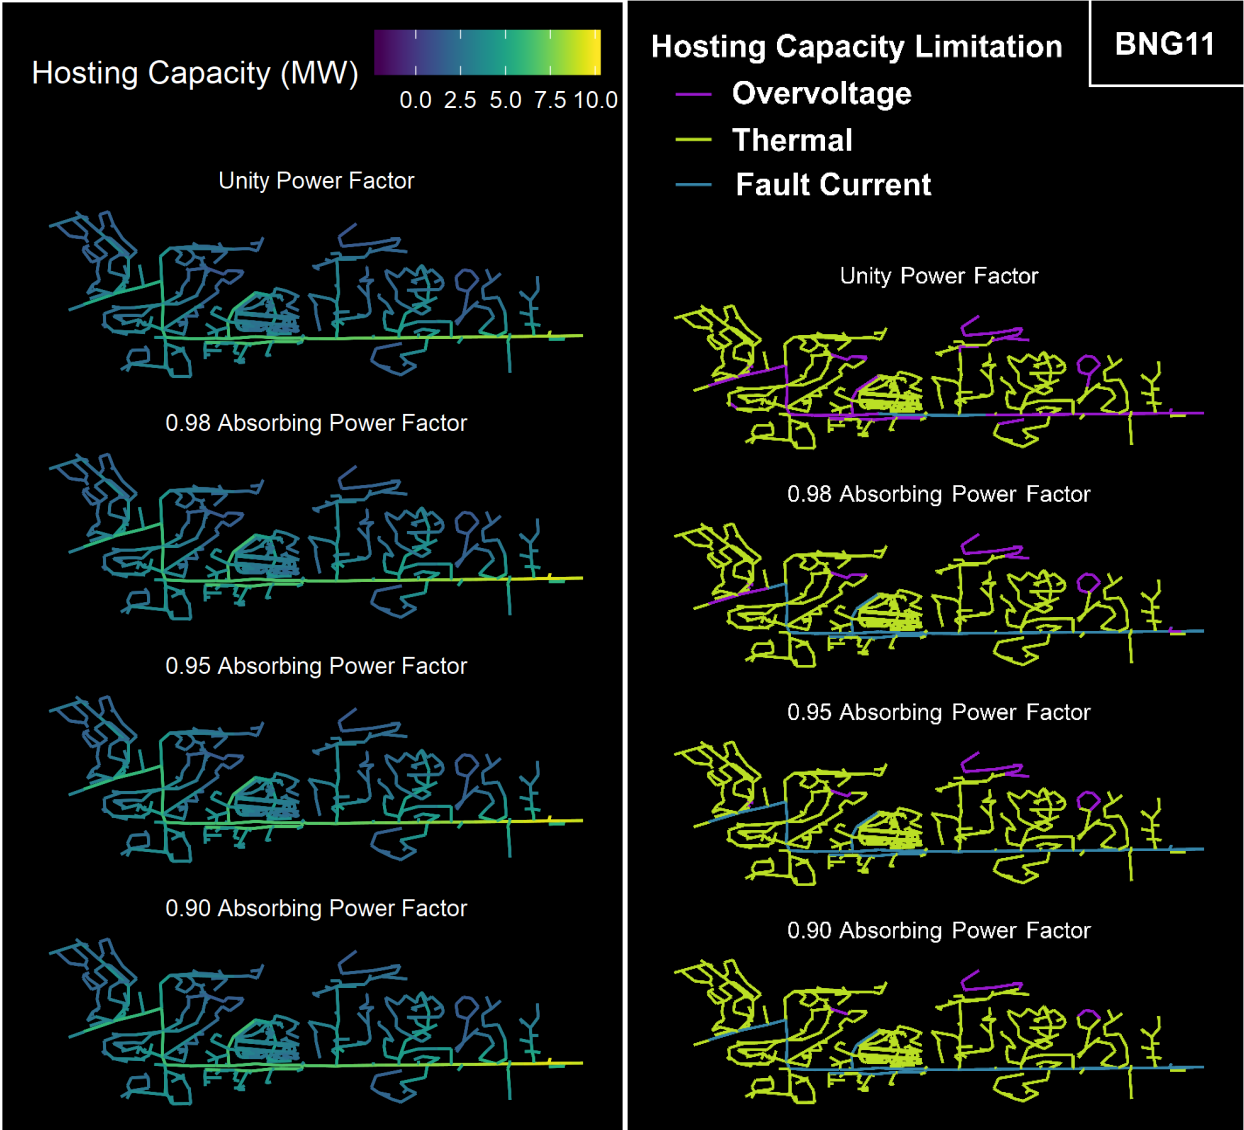 Hosting Capacity (MW)
0.0 2.5 5.0 7.5 10.0
Unity Power Factor
0.98 Absorbing Power Factor
0.95 Absorbing Power Factor
0.90 Absorbing Power Factor
Hosting Capacity Limitation
BNG11
Overvoltage
Thermal
Fault Current
Unity Power Factor
0.98 Absorbing Power Factor
0.95 Absorbing Power Factor
0.90 Absorbing Power Factor